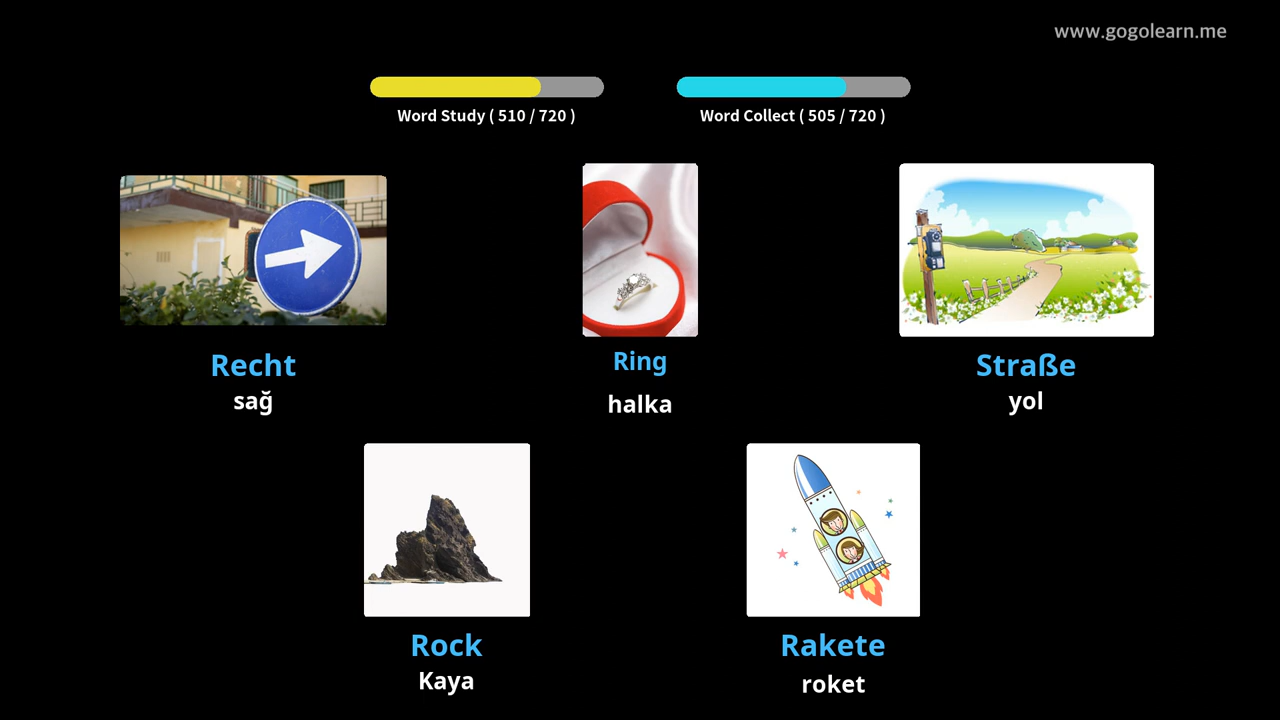 www.gogolearn.me
Word Study ( 510 / 720 )
Word Collect ( 505 / 720 )
Recht
sağ
Ring
halka
Straße
yol
Rock
Kaya
Rakete
roket